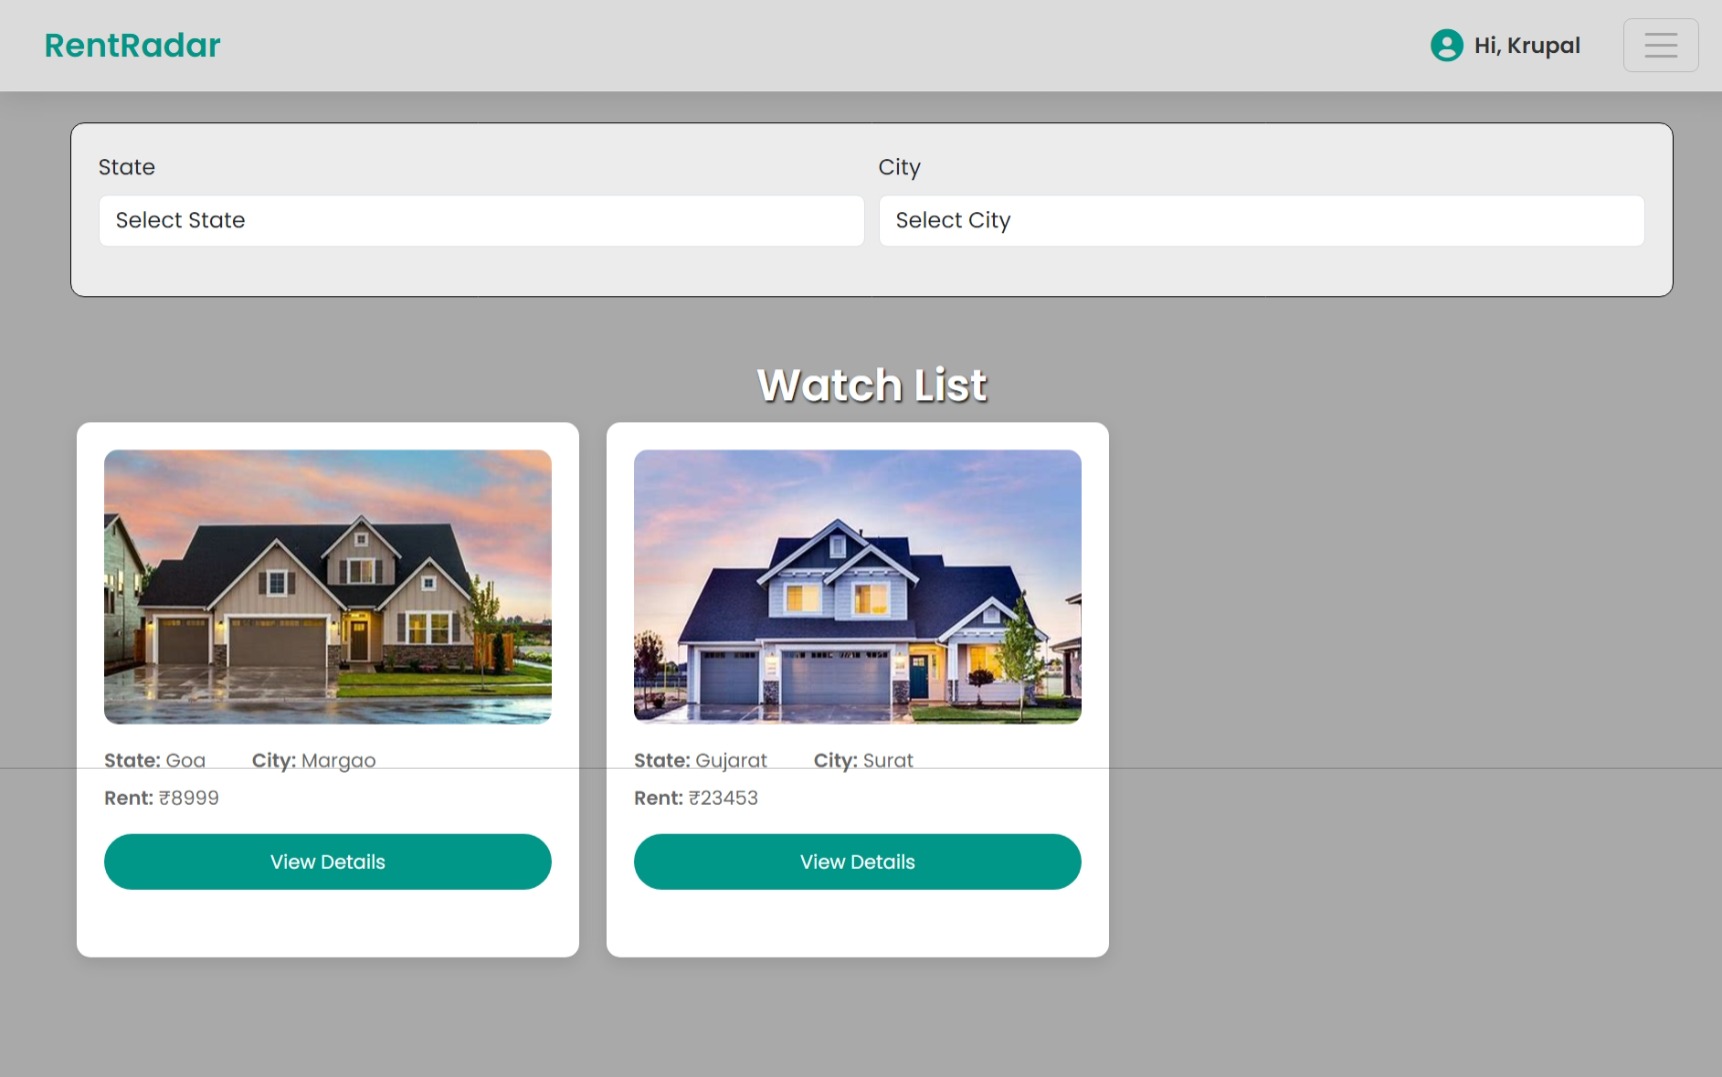 RentRadar
Hi, Krupal
State
City
Select State
Select City
Watch List
State: Goa City: Margao
Rent: ₹8999
View Details
State: Gujarat City: Surat
Rent: ₹23453
View Details